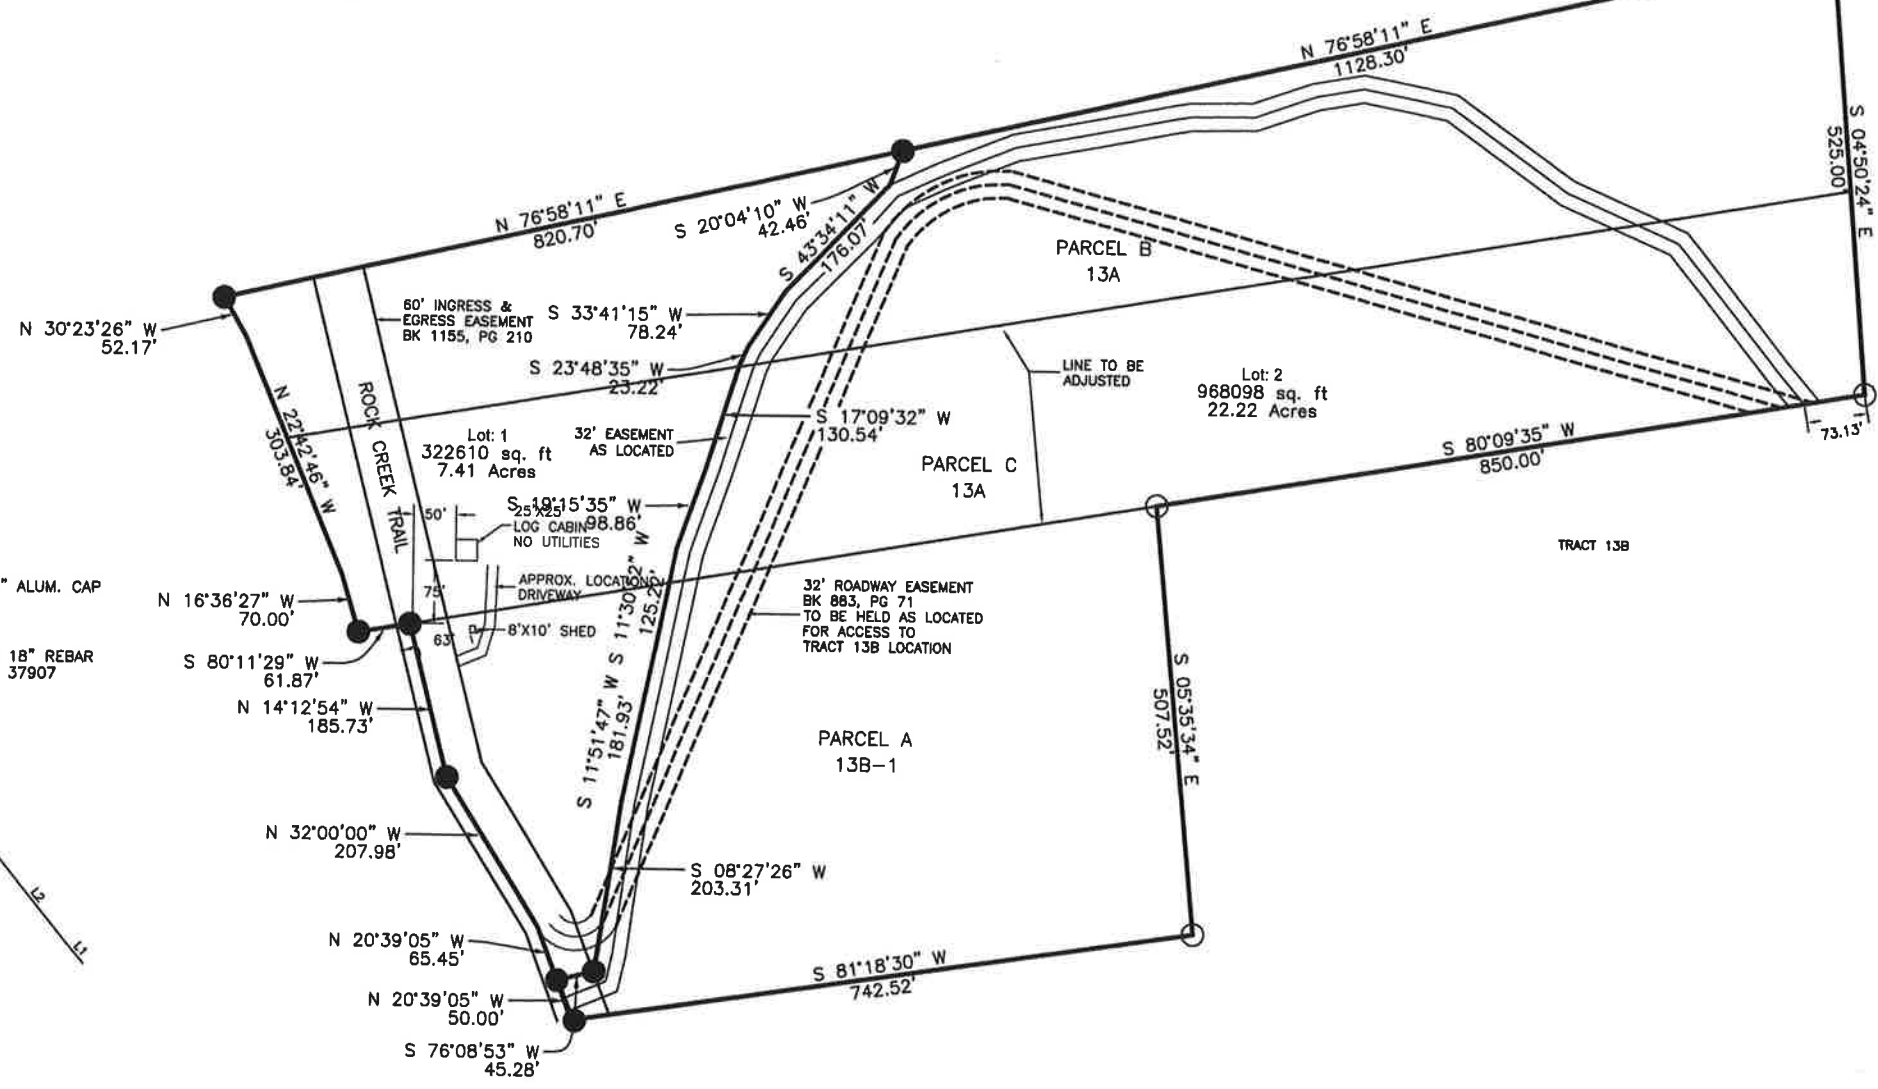 N 76°58'11" E
1128.30'
S 04°50'24" E
525.00'
N 76°58'11" E
820.70'
S 20°04'10" W
42.46'
S 43°34'11" W
176.07'
PARCEL B
13A
N 30°23'26" W
52.17'
60' INGRESS &
EGRESS EASEMENT
BK 1155, PG 210
S 33°41'15" W
78.24'
S 23°48'35" W
23.22'
LINE TO BE
ADJUSTED
Lot: 2
968098 sq. ft
22.22 Acres
N 22°42'46" W
303.84'
ROCK CREEK TRAIL
Lot: 1
322610 sq. ft
7.41 Acres
32' EASEMENT
AS LOCATED
S 17°09'32" W
130.54'
S 80°09'35" W
850.00'
73.13'
PARCEL C
13A
S 19°15'35" W
98.86'
50'
25'X25'
LOG CABIN
NO UTILITIES
TRACT 13B
" ALUM. CAP
N 16°36'27" W
70.00'
75'
APPROX. LOCATION
DRIVEWAY
S 11°30'52" W
125.22'
32' ROADWAY EASEMENT
BK 883, PG 71
TO BE HELD AS LOCATED
FOR ACCESS TO
TRACT 13B LOCATION
63'
8'X10' SHED
18" REBAR
37907
S 80°11'29" W
61.87'
N 14°12'54" W
185.73'
S 11°51'47" W
181.93'
PARCEL A
13B-1
S 05°35'34" E
507.52'
N 32°00'00" W
207.98'
S 08°27'26" W
203.31'
L2
L1
N 20°39'05" W
65.45'
S 81°18'30" W
742.52'
N 20°39'05" W
50.00'
S 76°08'53" W
45.28'